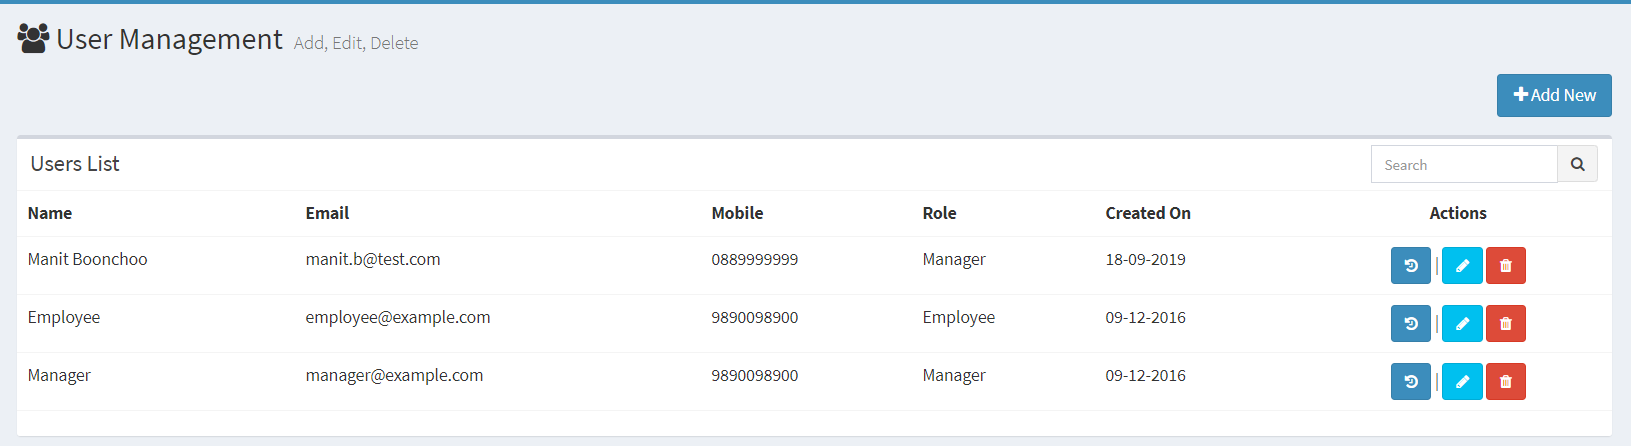 User Management Add, Edit, Delete
Add New
Users List
Search
Name Email Mobile Role Created On Actions
Manit Boonchoo manit.b@test.com 0889999999 Manager 18-09-2019
Employee employee@example.com 9890098900 Employee 09-12-2016
Manager manager@example.com 9890098900 Manager 09-12-2016